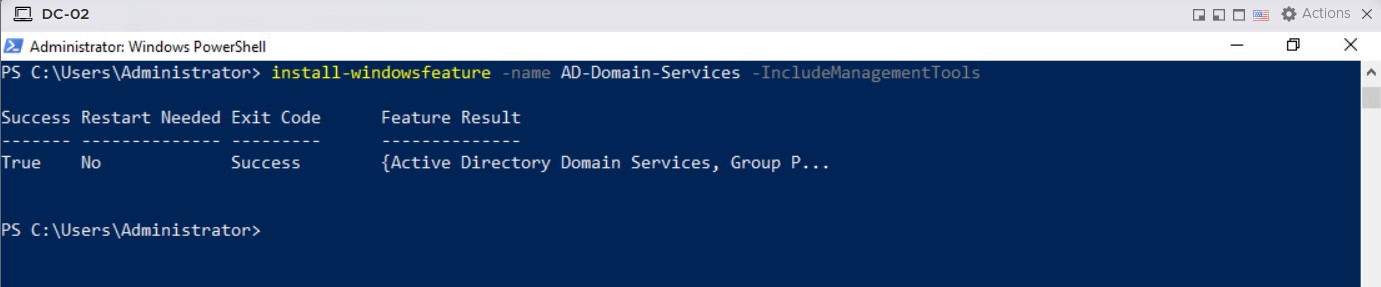 DC-02 Actions
Administrator: Windows PowerShell
PS C:\Users\Administrator> install-windowsfeature -name AD-Domain-Services -IncludeManagementTools
Success Restart Needed Exit Code      Feature Result
------- -------------- ---------      --------------
True    No             Success        {Active Directory Domain Services, Group P...
PS C:\Users\Administrator>